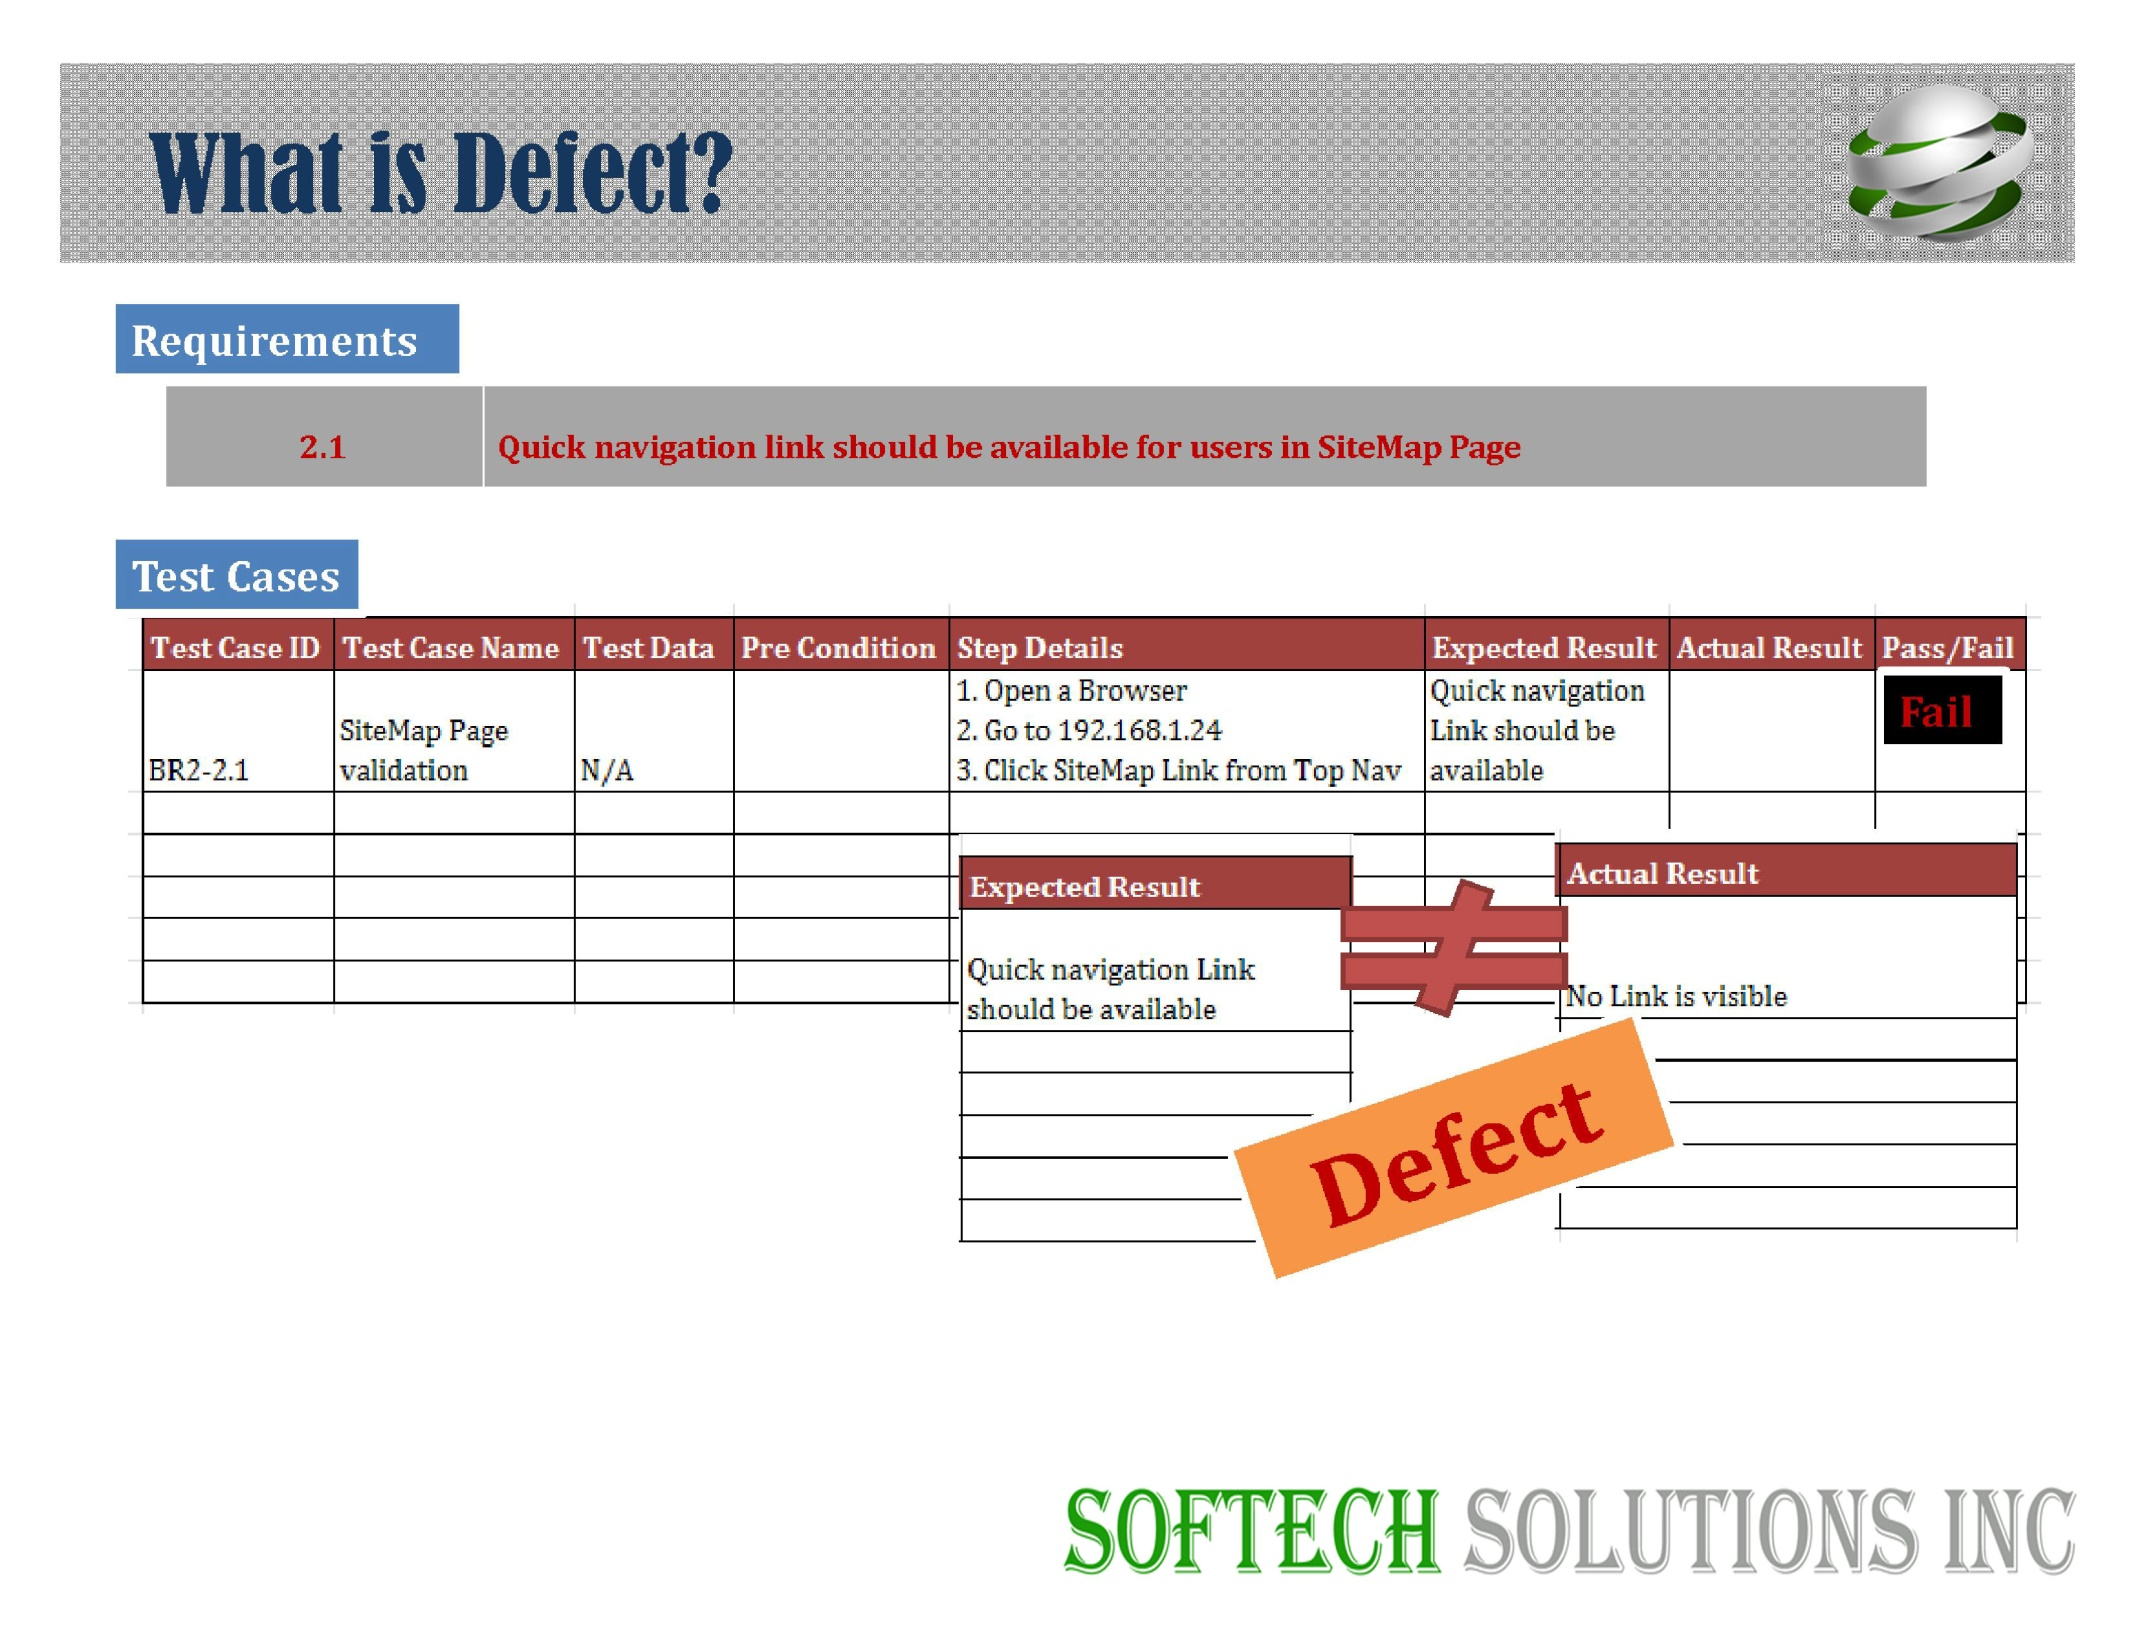 What is Defect?
Requirements
2.1 Quick navigation link should be available for users in SiteMap Page
Test Cases
Test Case ID Test Case Name Test Data Pre Condition Step Details Expected Result Actual Result Pass/Fail
1. Open a Browser Quick navigation Fail
SiteMap Page 2. Go to 192.168.1.24 Link should be
BR2-2.1 validation N/A 3. Click SiteMap Link from Top Nav available
Expected Result
Quick navigation Link
should be available
≠
Actual Result
No Link is visible
Defect
SOFTECH SOLUTIONS INC